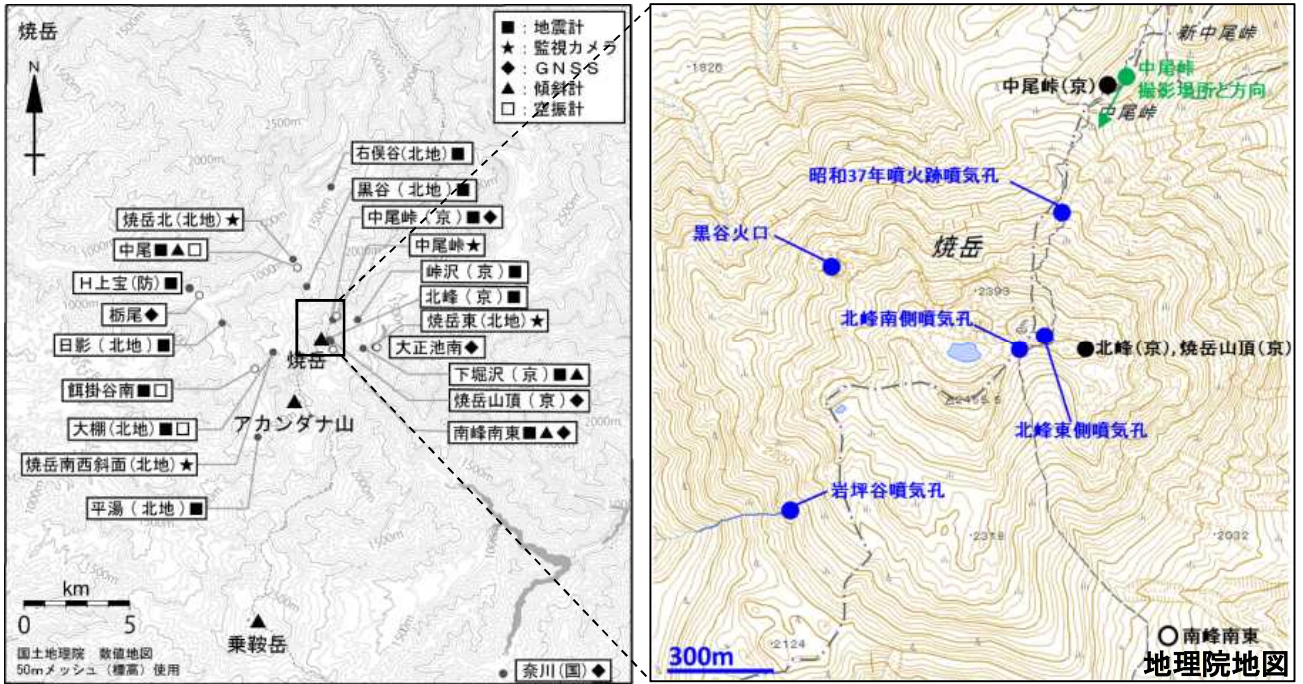 焼岳
N
■ : 地震計
★ : 監視カメラ
◆ : GNSS
▲ : 傾斜計
□ : 空振計
右俣谷(北地)■
黒谷(北地)■
中尾峠(京)■◆
中尾峠★
峠沢(京)■
北峰(京)■
焼岳東(北地)★
大正池南◆
下堀沢(京)■▲
焼岳山頂(京)◆
南峰南東■▲◆
焼岳北(北地)★
中尾■▲□
H上宝(防)■
栃尾◆
日影(北地)■
餌掛谷南■□
大棚(北地)■□
焼岳南西斜面(北地)★
平湯(北地)■
焼岳
アカンダナ山
乗鞍岳
奈川(国)◆
2500m
2000m
1500m
1000m
km
0 5
国土地理院 数値地図
50mメッシュ(標高)使用
新中尾峠
・1826
中尾峠(京)
中尾峠
撮影場所と方向
中尾峠
昭和37年噴火跡噴気孔
黒谷火口
焼岳
・2393
北峰南側噴気孔
北峰(京),焼岳山頂(京)
2455.5
北峰東側噴気孔
岩坪谷噴気孔
・2318
・2032
・2124
南峰南東
300m
地理院地図